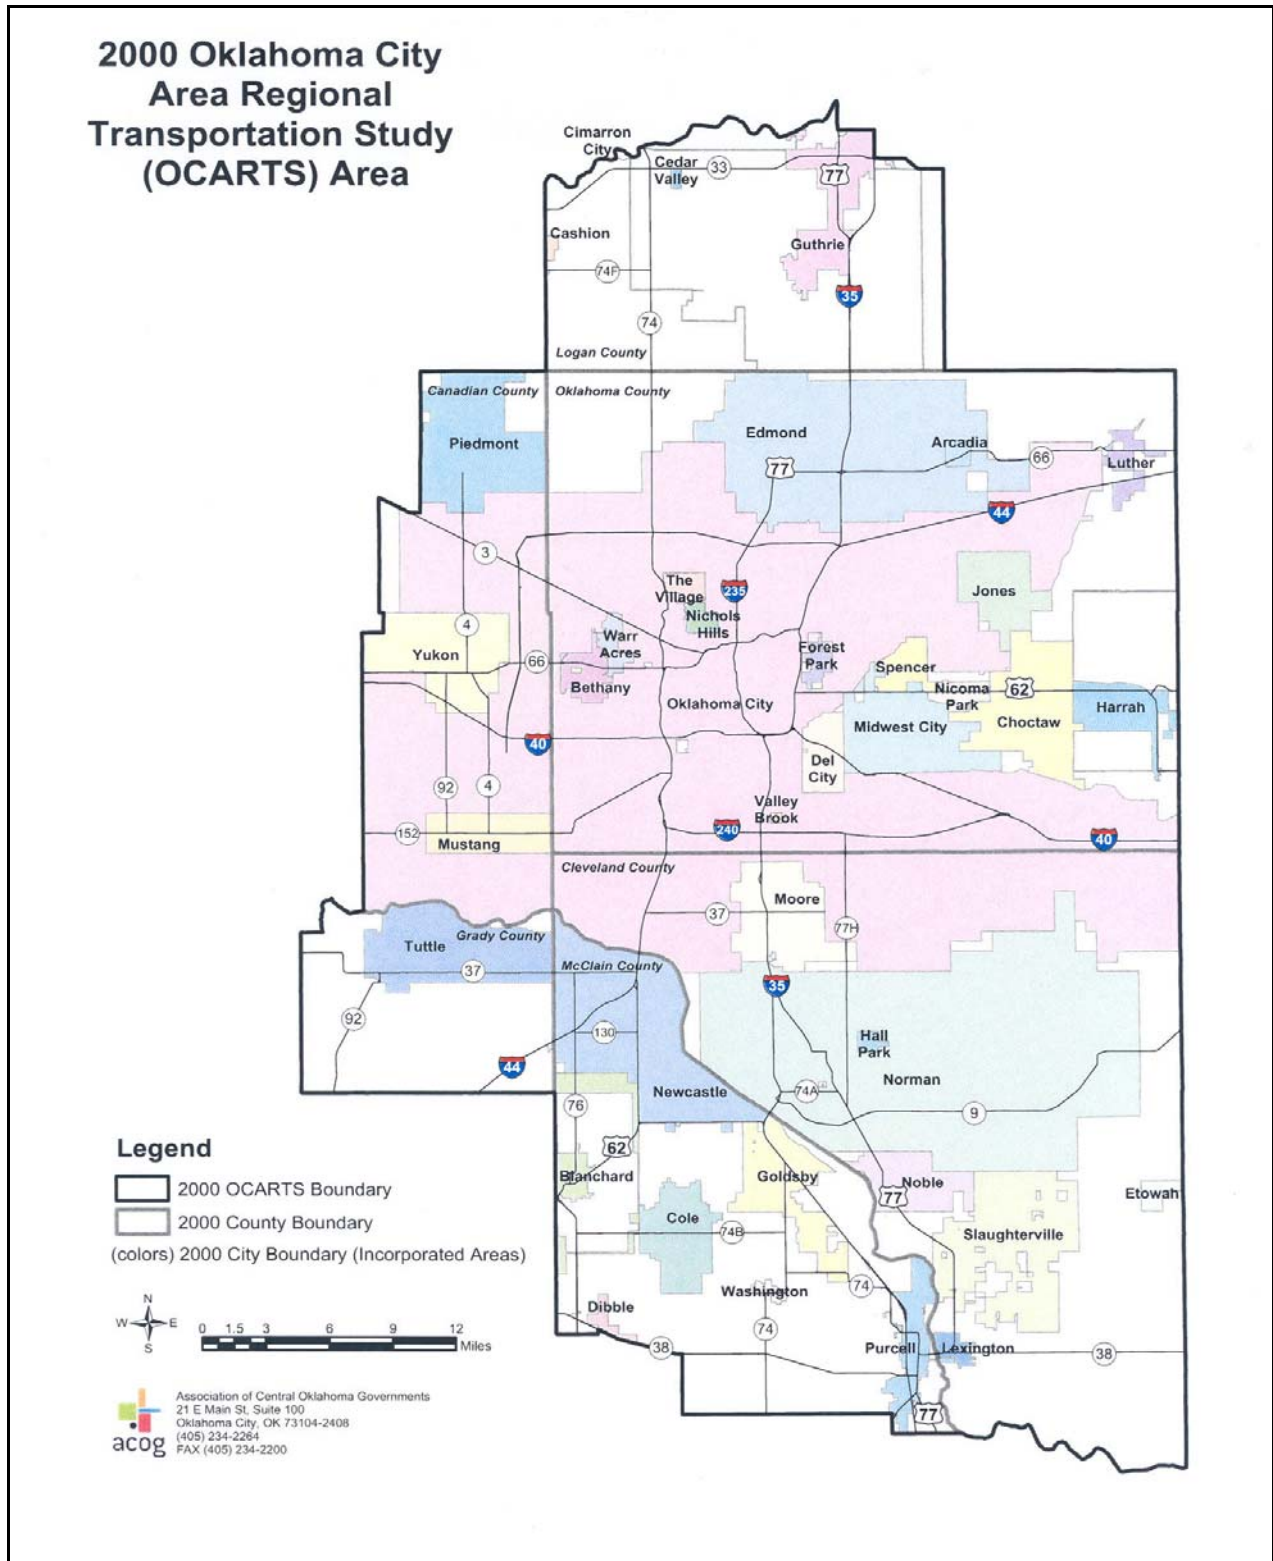 2000 Oklahoma City
Area Regional
Transportation Study
(OCARTS) Area
Cimarron
City
Cedar
Valley
33
77
Cashion
Guthrie
74F
35
74
Logan County
Canadian County
Oklahoma County
Piedmont
Edmond
Arcadia
66
77
Luther
44
3
The
Village
235
Jones
Nichols
Hills
4
Warr
Acres
Forest
Park
Yukon
66
Spencer
Bethany
Nicoma
Park
62
Oklahoma City
Harrah
Midwest City
Choctaw
40
Del
City
92
4
Valley
Brook
152
240
40
Mustang
Cleveland County
Moore
37
77H
Tuttle
Grady County
McClain County
37
35
92
130
Hall
Park
44
Norman
Newcastle
74A
76
9
62
Blanchard
Goldsby
Noble
77
Etowah
Cole
74B
Slaughterville
Washington
74
Dibble
74
38
Purcell
Lexington
38
77
Legend
2000 OCARTS Boundary
2000 County Boundary
(colors) 2000 City Boundary (Incorporated Areas)
N
W E
S
0 1.5 3 6 9 12
Miles
acog
Association of Central Oklahoma Governments
21 E Main St, Suite 100
Oklahoma City, OK 73104-2408
(405) 234-2264
FAX (405) 234-2200